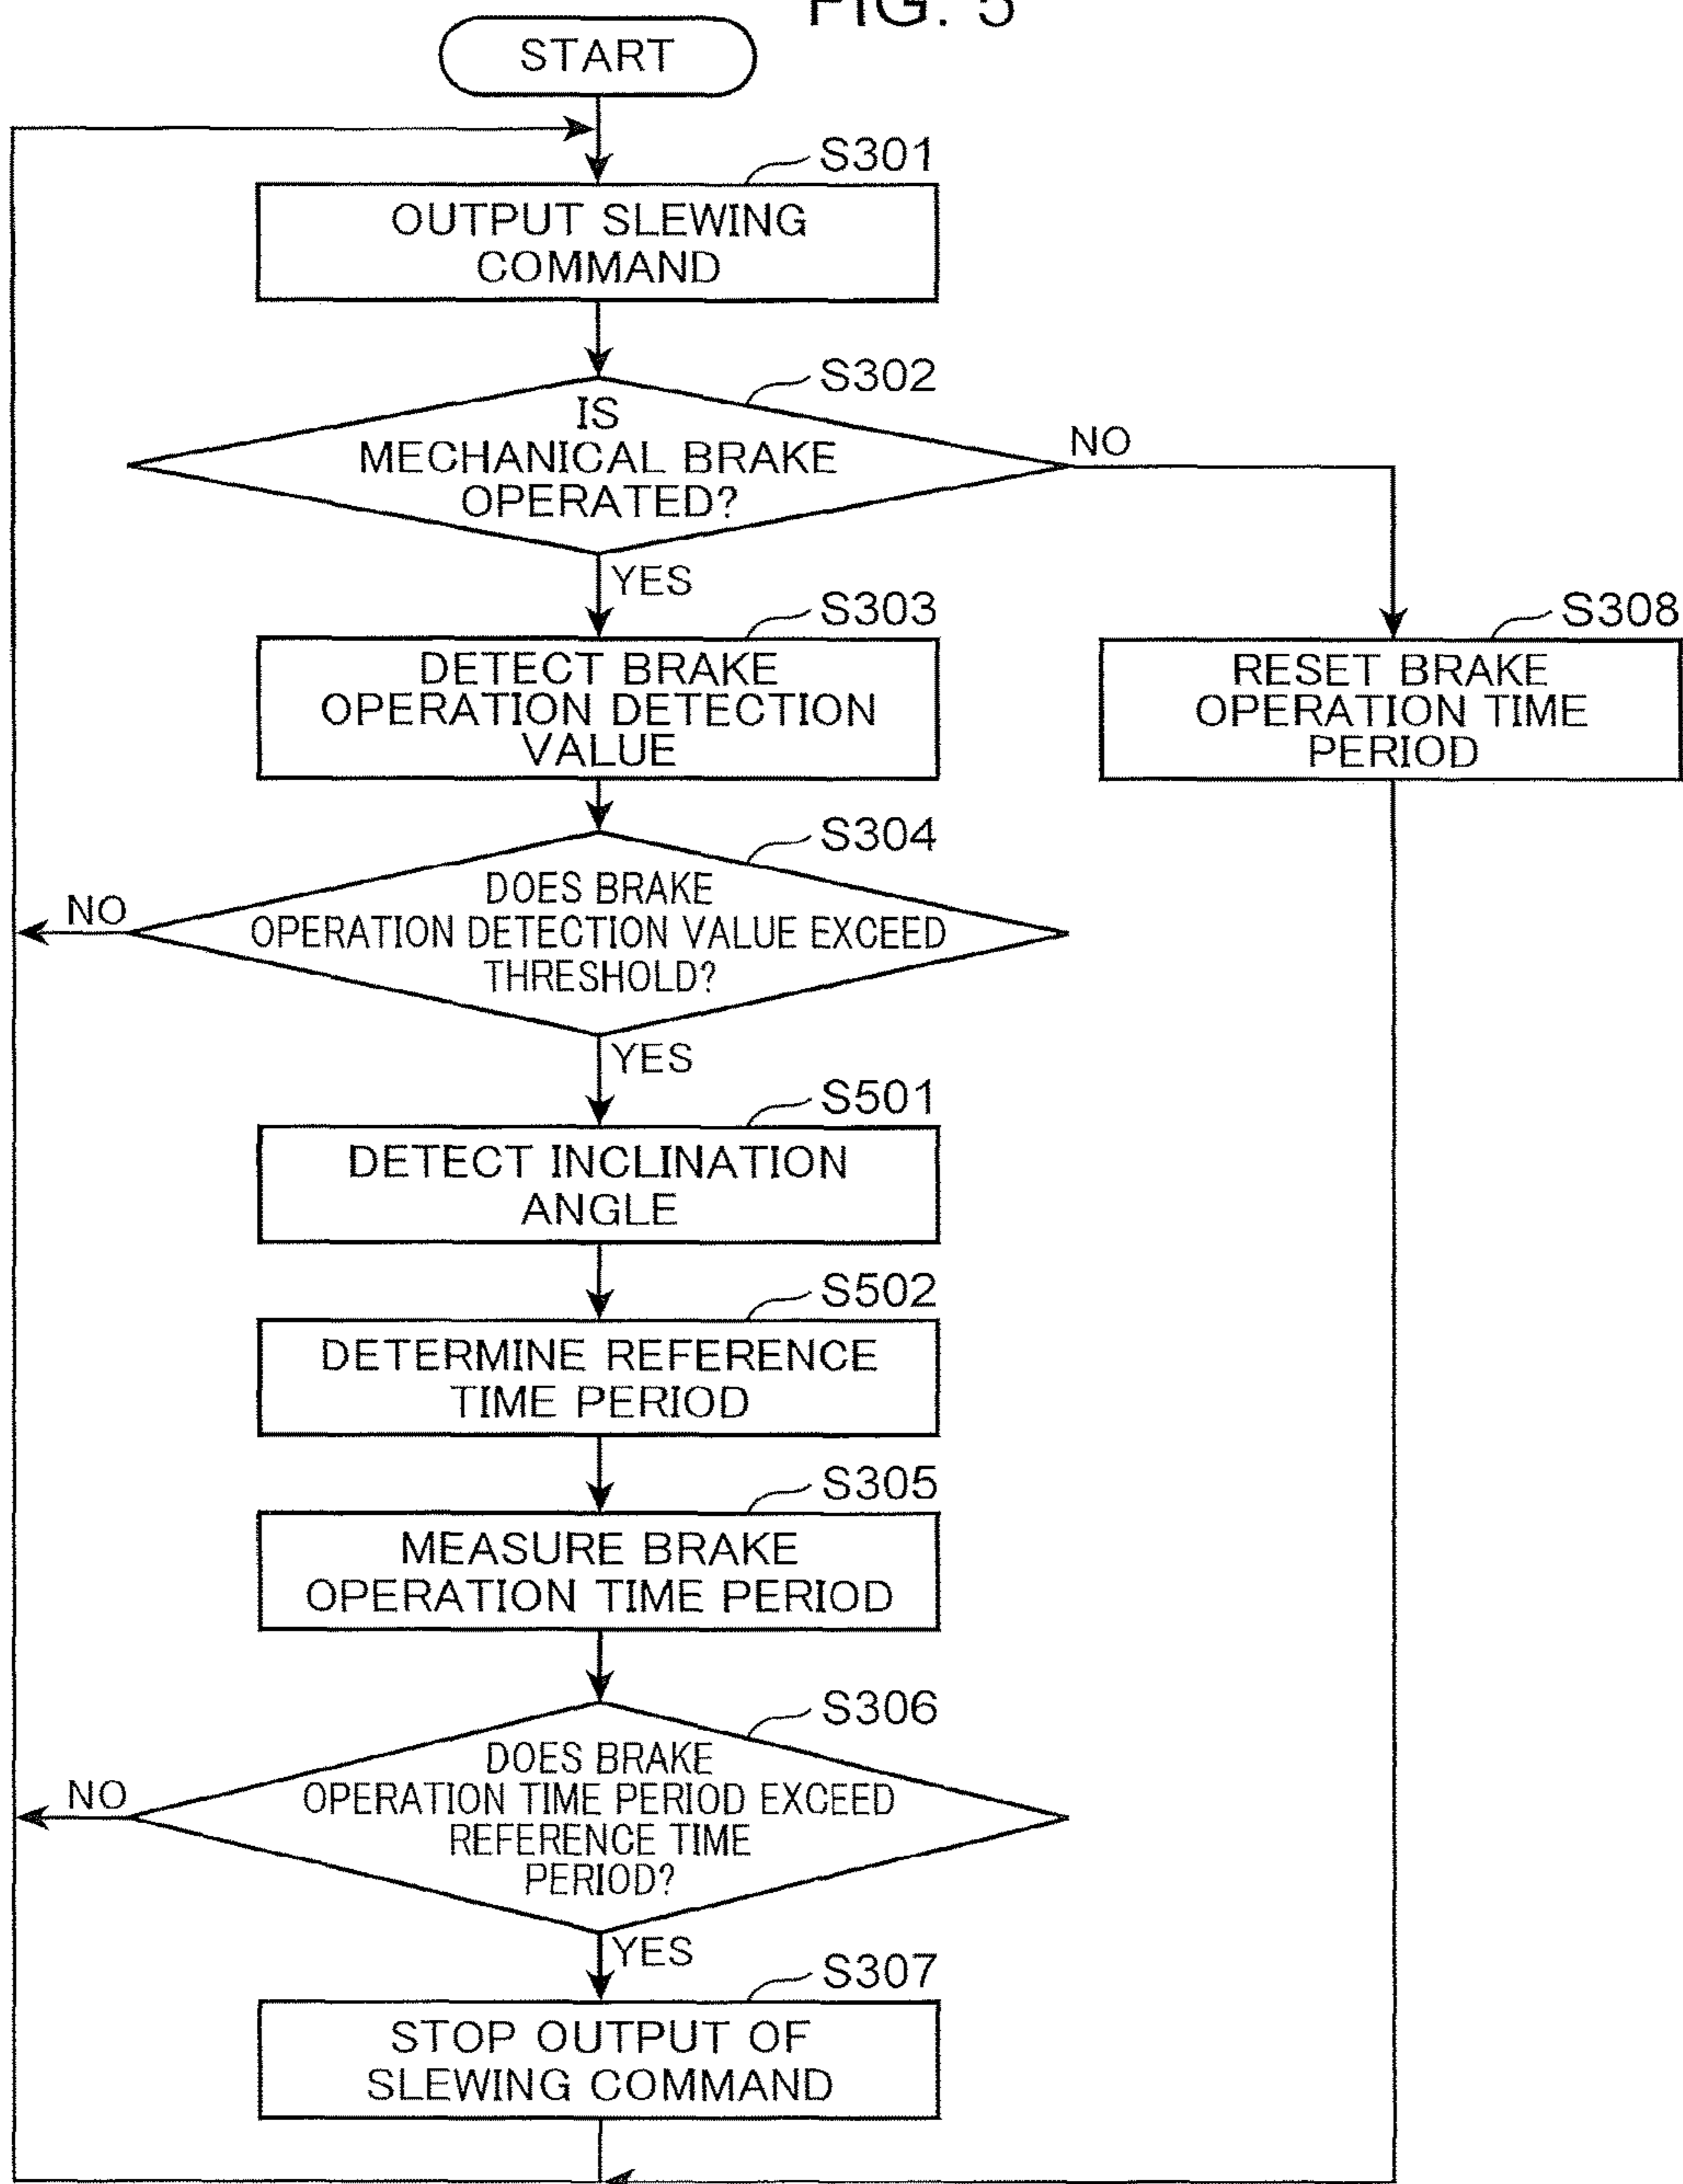 FIG. 5
START
S301
OUTPUT SLEWING
COMMAND
S302
IS
MECHANICAL BRAKE
OPERATED?
NO
YES
S303
DETECT BRAKE
OPERATION DETECTION
VALUE
S308
RESET BRAKE
OPERATION TIME
PERIOD
S304
DOES BRAKE
OPERATION DETECTION VALUE EXCEED
THRESHOLD?
NO
YES
S501
DETECT INCLINATION
ANGLE
S502
DETERMINE REFERENCE
TIME PERIOD
S305
MEASURE BRAKE
OPERATION TIME PERIOD
S306
DOES BRAKE
OPERATION TIME PERIOD EXCEED
REFERENCE TIME
PERIOD?
NO
YES
S307
STOP OUTPUT OF
SLEWING COMMAND